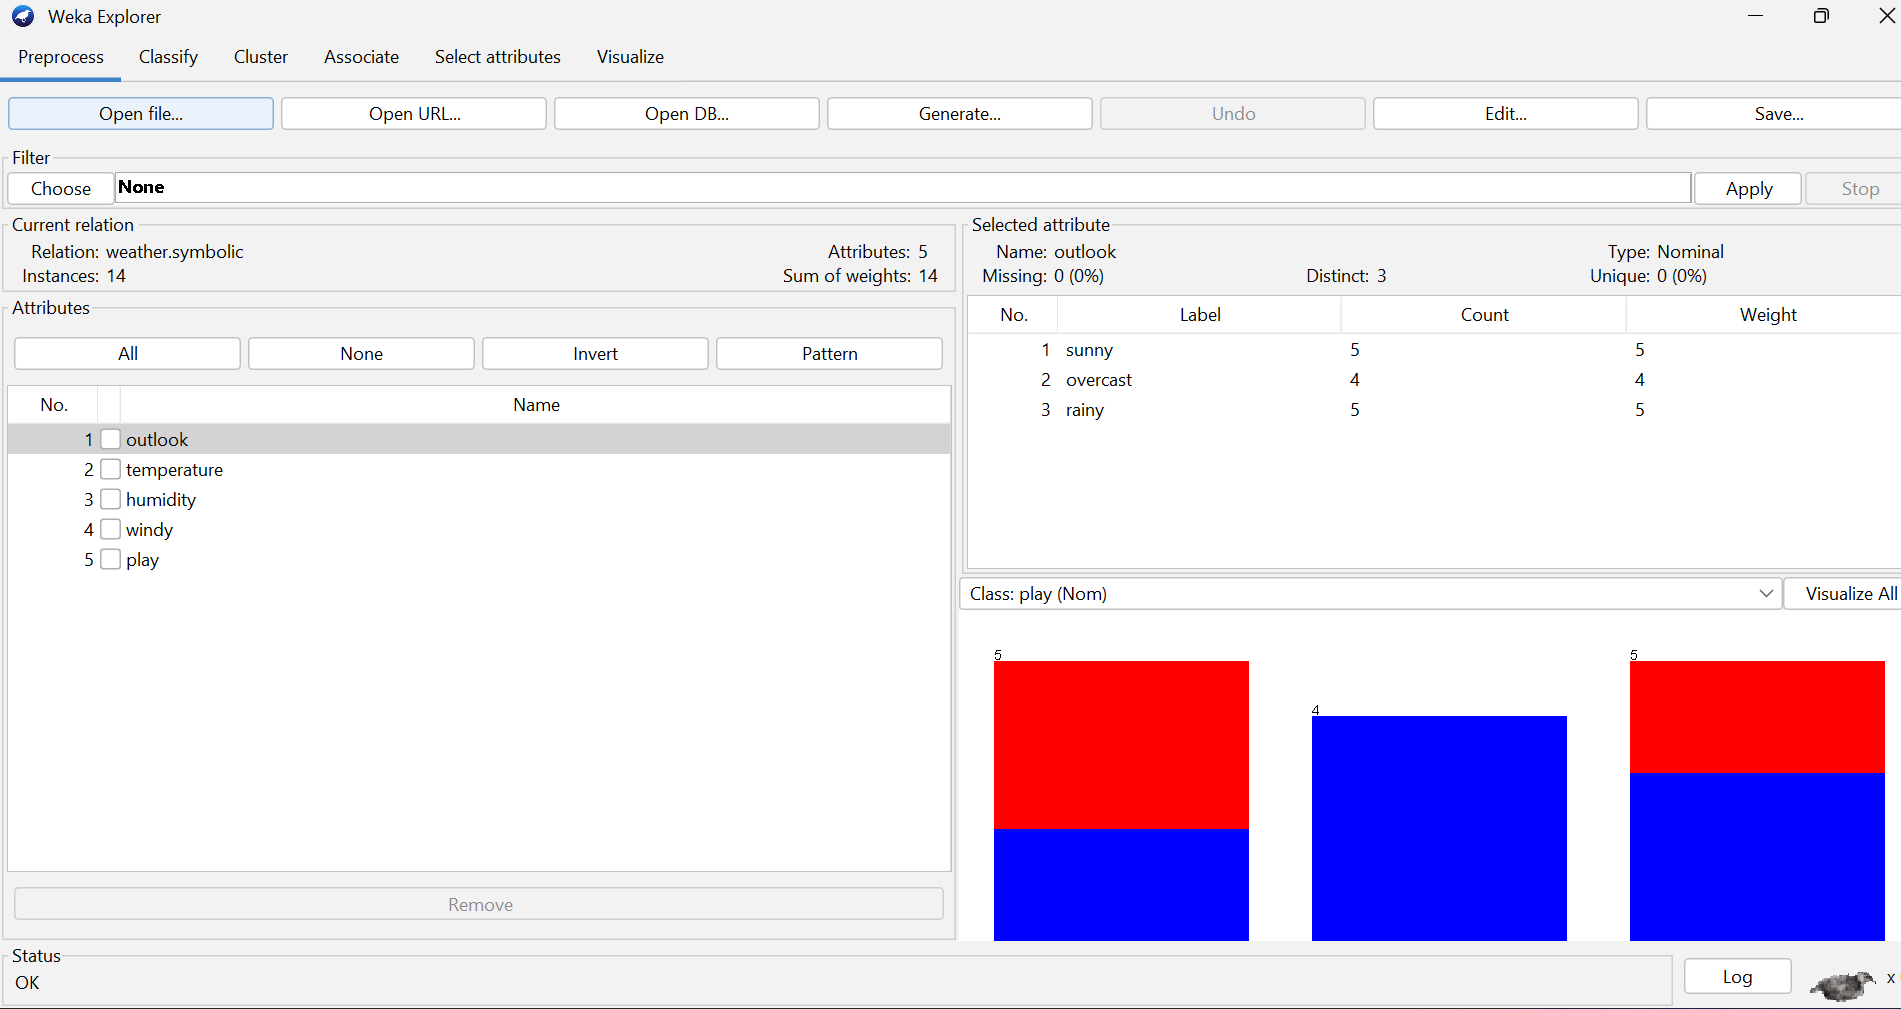 Weka Explorer
Preprocess Classify Cluster Associate Select attributes Visualize
Open file... Open URL... Open DB... Generate... Undo Edit... Save...
Filter
Choose None Apply Stop
Current relation
Relation: weather.symbolic Attributes: 5
Instances: 14 Sum of weights: 14
Attributes
All None Invert Pattern
No. Name
1 outlook
2 temperature
3 humidity
4 windy
5 play
Remove
Selected attribute
Name: outlook Type: Nominal
Missing: 0 (0%) Distinct: 3 Unique: 0 (0%)
No. Label Count Weight
1 sunny 5 5
2 overcast 4 4
3 rainy 5 5
Class: play (Nom) Visualize All
5 4 5
Status
OK
Log x